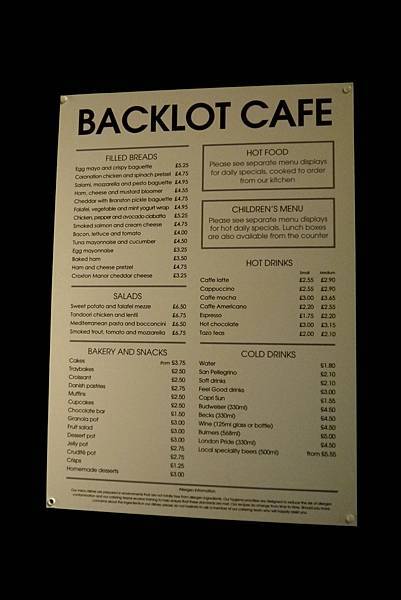 BACKLOT CAFE
FILLED BREADS
Egg mayo and crispy baguette £5.25
Coronation chicken and spinach pretzel £4.75
Salami, mozzarella and pesto baguette £4.95
Ham, cheese and mustard bloomer £4.55
Cheddar with Branston pickle baguette £4.75
Falafel, vegetable and mint yogurt wrap £4.95
Chicken, pepper and avocado ciabatta £5.25
Smoked salmon and cream cheese £4.75
Bacon, lettuce and tomato £4.00
Tuna mayonnaise and cucumber £4.50
Egg mayonnaise £3.25
Baked ham £3.50
Ham and cheese pretzel £4.75
Croxton Manor cheddar cheese £3.25
SALADS
Sweet potato and falafel mezze £6.50
Tandoori chicken and lentil £6.75
Mediterranean pasta and bocconcini £6.50
Smoked trout, tomato and mozzarella £6.75
BAKERY AND SNACKS
Cakes from £3.75
Traybakes £2.50
Croissant £2.50
Danish pastries £2.75
Muffins £2.50
Cupcakes £2.50
Chocolate bar £1.50
Granola pot £3.00
Fruit salad £3.00
Dessert pot £3.00
Jelly pot £2.75
Crudité pot £2.75
Crisps £1.25
Homemade desserts £3.00
HOT FOOD
Please see separate menu displays
for daily specials, cooked to order
from our kitchen
CHILDREN'S MENU
Please see separate menu displays
for hot daily specials. Lunch boxes
are also available from the counter
HOT DRINKS
Small Medium
Caffe latte £2.55 £2.90
Cappuccino £2.55 £2.90
Caffe mocha £3.00 £3.65
Caffe Americano £2.20 £2.55
Espresso £1.75 £2.20
Hot chocolate £3.00 £3.15
Tazo teas £2.00 £2.10
COLD DRINKS
Water £1.80
San Pellegrino £2.10
Soft drinks £2.10
Feel Good drinks £3.00
Capri Sun £1.55
Budweiser (330ml) £4.50
Becks (330ml) £4.50
Wine (125ml glass or bottle) £4.50
Bulmers (568ml) £5.00
London Pride (330ml) £4.50
Local speciality beers (500ml) from £5.55
Allergen information